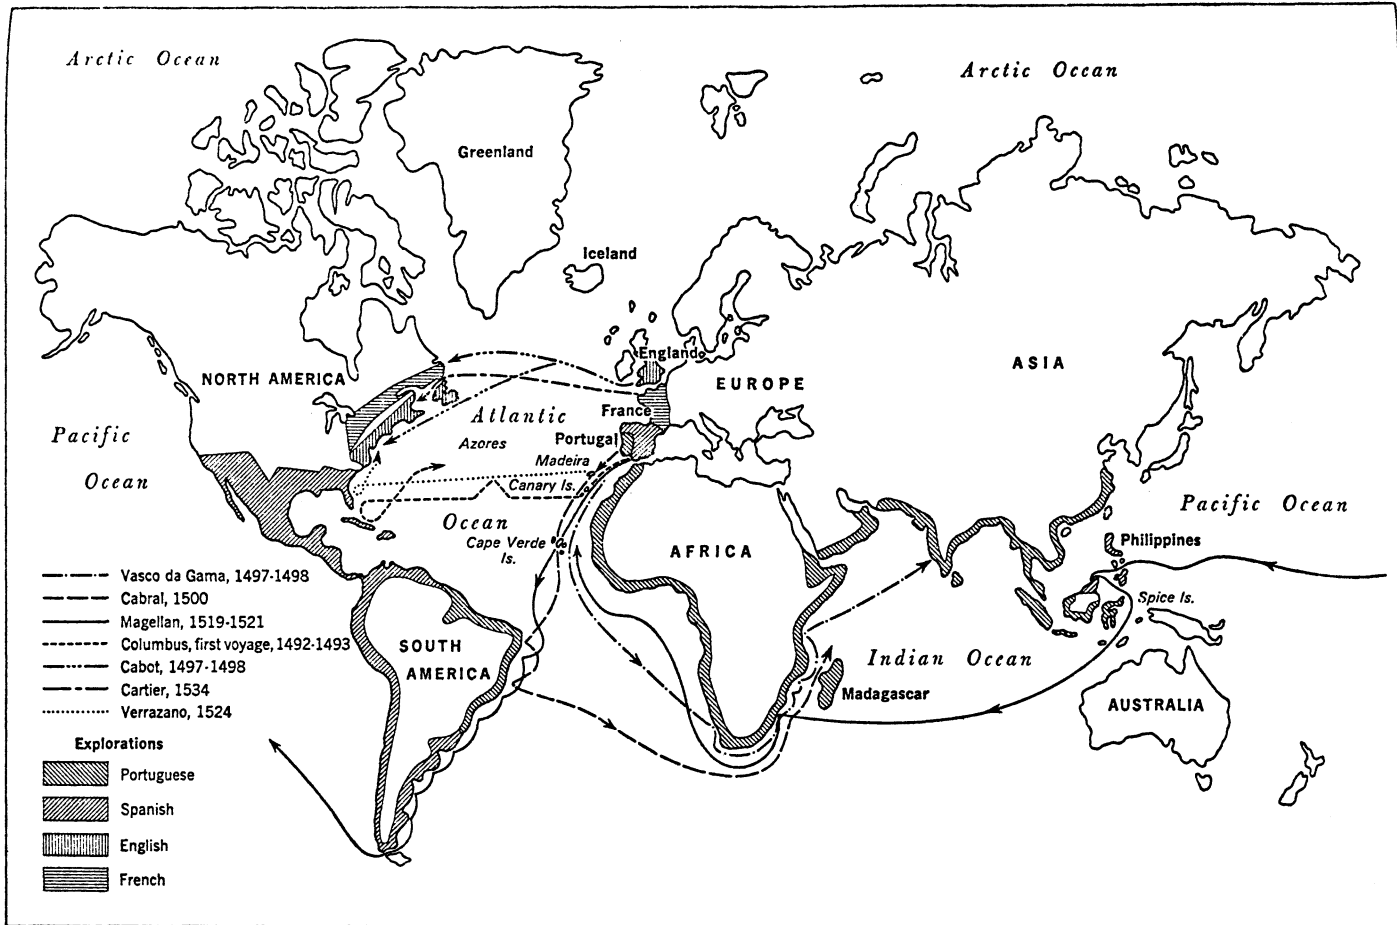 Arctic Ocean
Arctic Ocean
Greenland
Iceland
England
NORTH AMERICA
EUROPE
ASIA
France
Atlantic
Pacific
Ocean
Azores
Portugal
Madeira
Canary Is.
Pacific Ocean
Ocean
Cape Verde
Is.
AFRICA
Philippines
Spice Is.
Vasco da Gama, 1497-1498
Cabral, 1500
Magellan, 1519-1521
Columbus, first voyage, 1492-1493
Cabot, 1497-1498
Cartier, 1534
Verrazano, 1524
SOUTH
AMERICA
Indian Ocean
Madagascar
AUSTRALIA
Explorations
Portuguese
Spanish
English
French